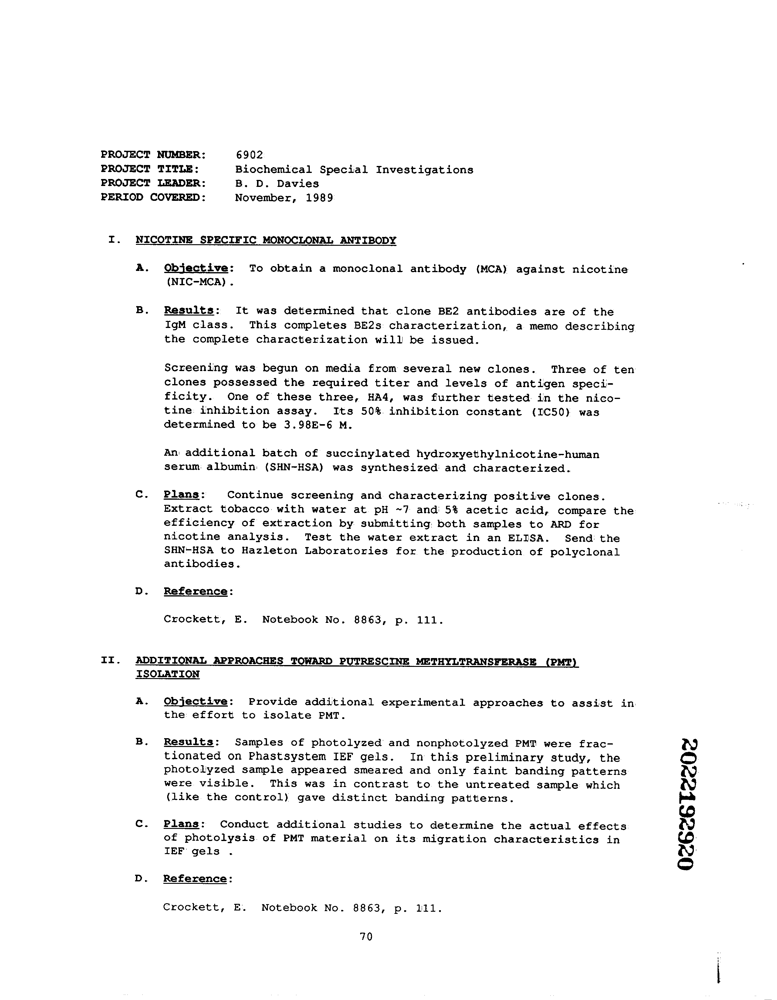 PROJECT NUMBER: 6902
PROJECT TITLE: Biochemical Special Investigations
PROJECT LEADER: B. D. Davies
PERIOD COVERED: November, 1989
I. NICOTINE SPECIFIC MONOCLONAL ANTIBODY
A. Objective: To obtain a monoclonal antibody (MCA) against nicotine
(NIC-MCA).
B. Results: It was determined that clone BE2 antibodies are of the
IgM class. This completes BE2s characterization, a memo describing
the complete characterization will be issued.
Screening was begun on media from several new clones. Three of ten
clones possessed the required titer and levels of antigen speci-
ficity. One of these three, HA4, was further tested in the nico-
tine inhibition assay. Its 50% inhibition constant (IC50) was
determined to be 3.98E-6 M.
An additional batch of succinylated hydroxyethylnicotine-human
serum albumin (SHN-HSA) was synthesized and characterized.
C. Plans: Continue screening and characterizing positive clones.
Extract tobacco with water at pH ~7 and 5% acetic acid, compare the
efficiency of extraction by submitting both samples to ARD for
nicotine analysis. Test the water extract in an ELISA. Send the
SHN-HSA to Hazleton Laboratories for the production of polyclonal
antibodies.
D. Reference:
Crockett, E. Notebook No. 8863, p. 111.
II. ADDITIONAL APPROACHES TOWARD PUTRESCINE METHYLTRANSFERASE (PMT)
ISOLATION
A. Objective: Provide additional experimental approaches to assist in
the effort to isolate PMT.
B. Results: Samples of photolyzed and nonphotolyzed PMT were frac-
tionated on Phastsystem IEF gels. In this preliminary study, the
photolyzed sample appeared smeared and only faint banding patterns
were visible. This was in contrast to the untreated sample which
(like the control) gave distinct banding patterns.
C. Plans: Conduct additional studies to determine the actual effects
of photolysis of PMT material on its migration characteristics in
IEF gels .
D. Reference:
Crockett, E. Notebook No. 8863, p. 111.
70
2022192920